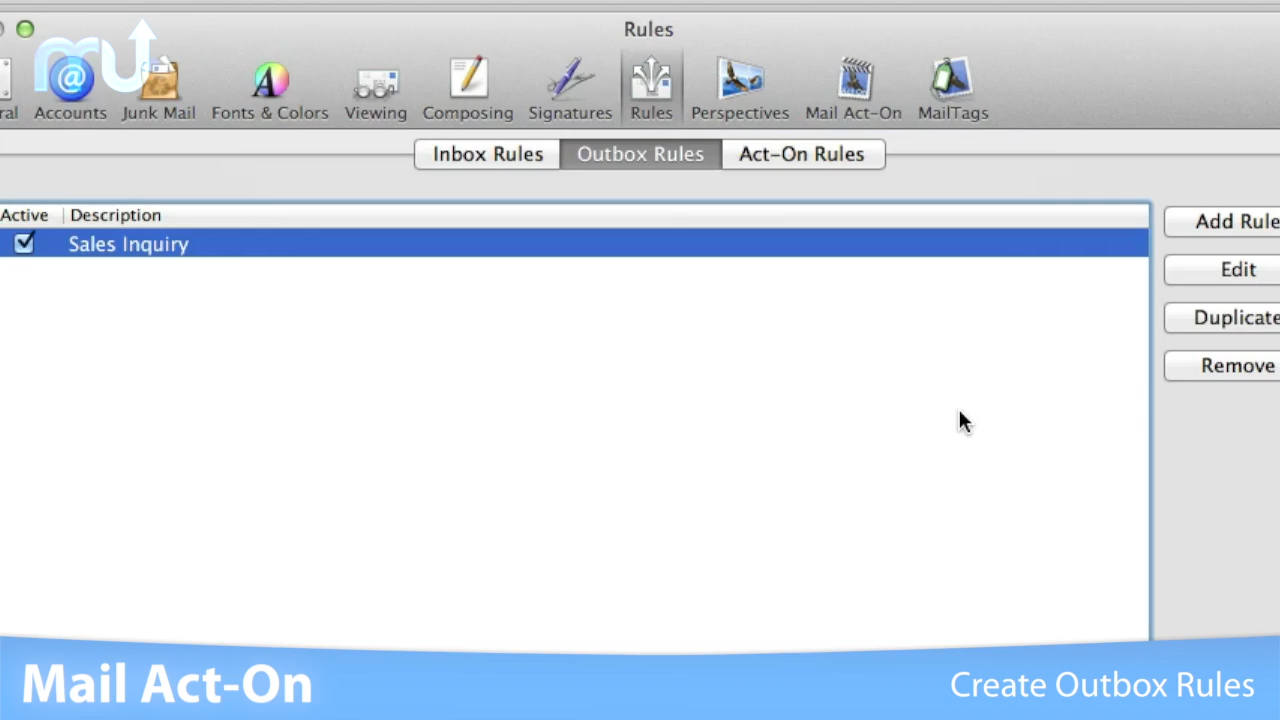 Rules
ral Accounts Junk Mail Fonts & Colors Viewing Composing Signatures Rules Perspectives Mail Act-On MailTags
Inbox Rules Outbox Rules Act-On Rules
Active Description
Sales Inquiry
Add Rule
Edit
Duplicate
Remove
Mail Act-On
Create Outbox Rules